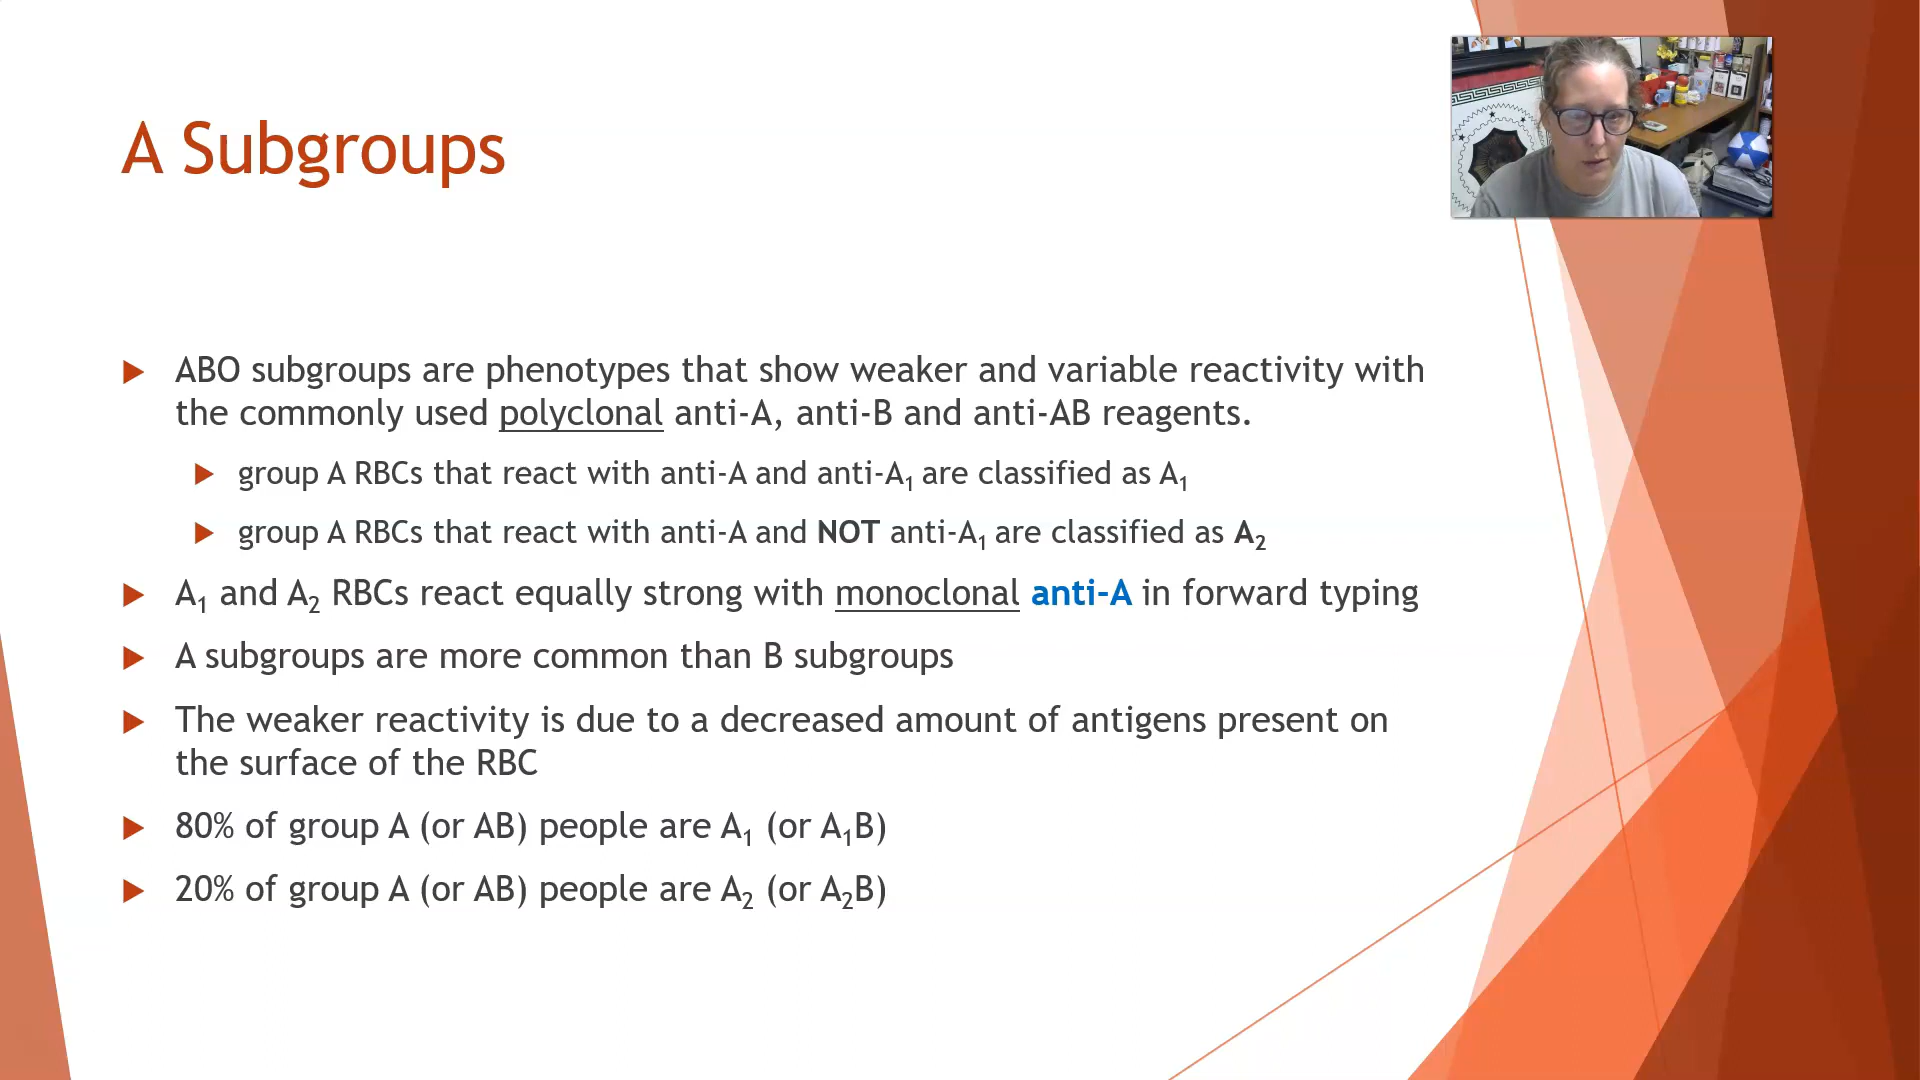 A Subgroups
ABO subgroups are phenotypes that show weaker and variable reactivity with
the commonly used polyclonal anti-A, anti-B and anti-AB reagents.
group A RBCs that react with anti-A and anti-A₁ are classified as A₁
group A RBCs that react with anti-A and NOT anti-A₁ are classified as A₂
A₁ and A₂ RBCs react equally strong with monoclonal anti-A in forward typing
A subgroups are more common than B subgroups
The weaker reactivity is due to a decreased amount of antigens present on
the surface of the RBC
80% of group A (or AB) people are A₁ (or A₁B)
20% of group A (or AB) people are A₂ (or A₂B)